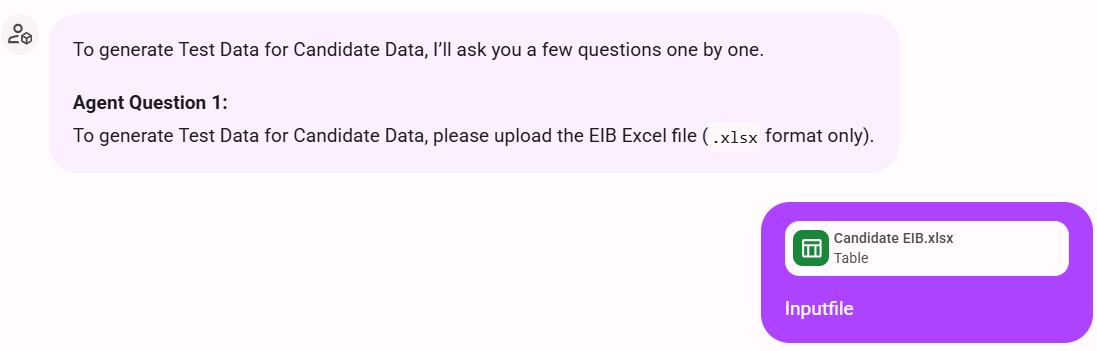 To generate Test Data for Candidate Data, I’ll ask you a few questions one by one.
Agent Question 1:
To generate Test Data for Candidate Data, please upload the EIB Excel file (.xlsx format only).
Candidate EIB.xlsx
Table
Inputfile